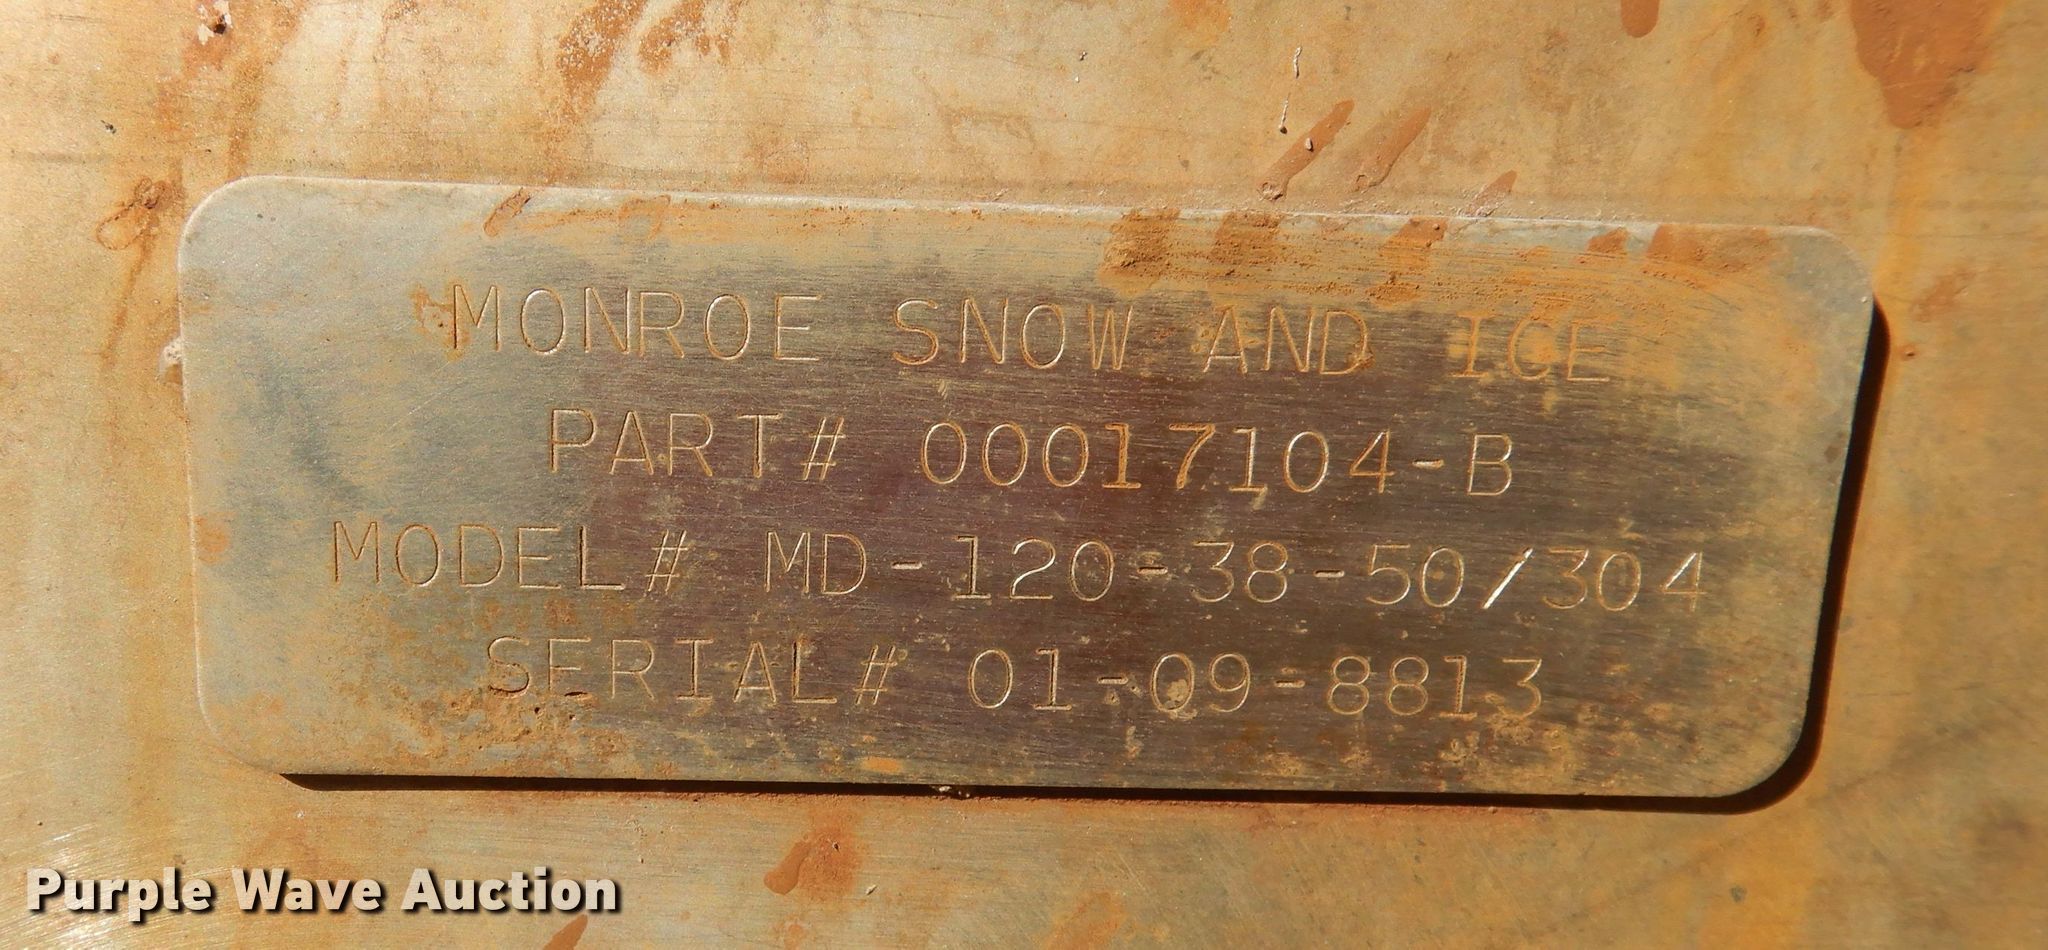 MONROE SNOW AND ICE
PART# 00017104-B
MODEL# MD-120-38-50/304
SERIAL# 01-09-8813
Purple Wave Auction